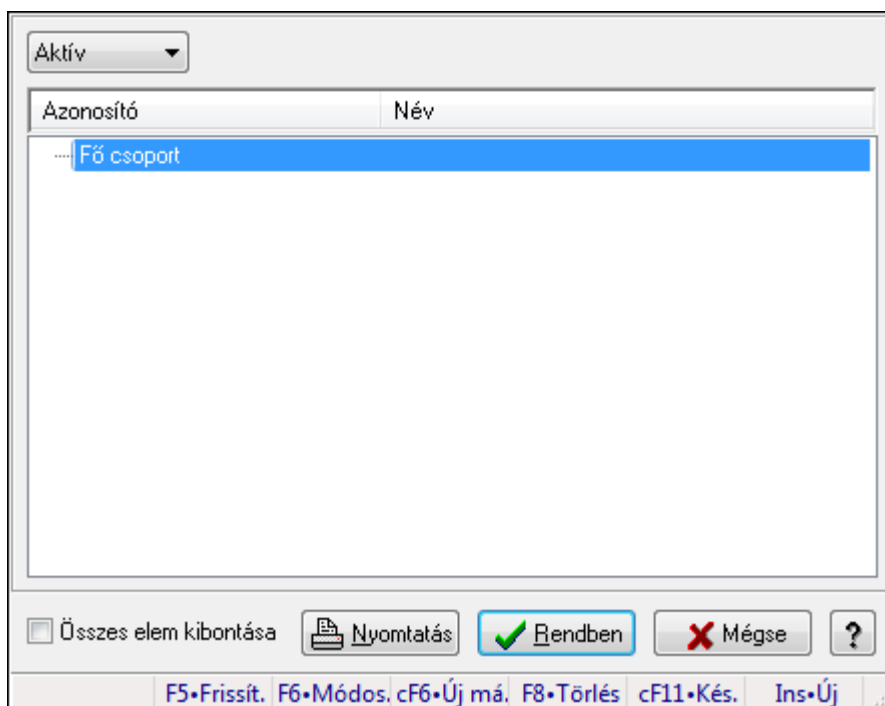 Aktív
Azonosító Név
Fő csoport
Összes elem kibontása Nyomtatás Rendben Mégse ?
F5•Frissít. F6•Módos. cF6•Új má. F8•Törlés cF11•Kés. Ins•Új